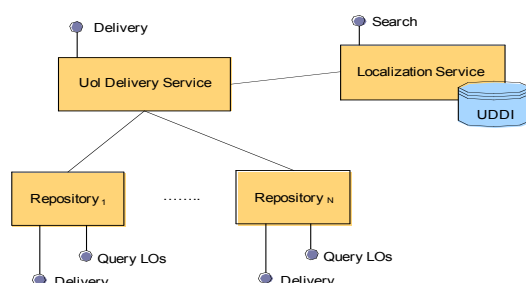 Delivery
Search
UoI Delivery Service
Localization Service
UDDI
Repository 1
........
Repository N
Query LOs
Query LOs
Delivery
Delivery